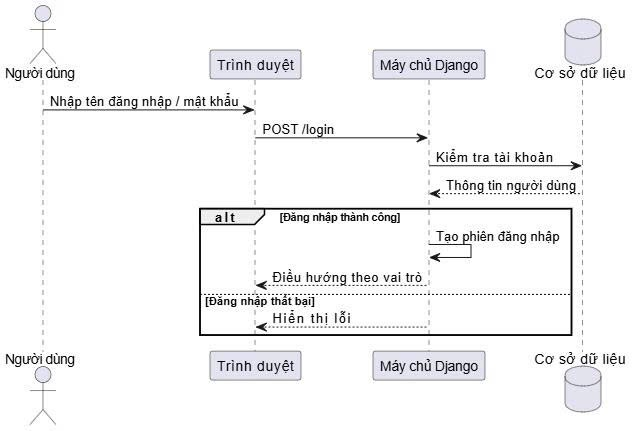 Người dùng
Trình duyệt
Máy chủ Django
Cơ sở dữ liệu
Nhập tên đăng nhập / mật khẩu
POST /login
Kiểm tra tài khoản
Thông tin người dùng
alt
[Đăng nhập thành công]
Tạo phiên đăng nhập
Điều hướng theo vai trò
[Đăng nhập thất bại]
Hiển thị lỗi
Người dùng
Trình duyệt
Máy chủ Django
Cơ sở dữ liệu